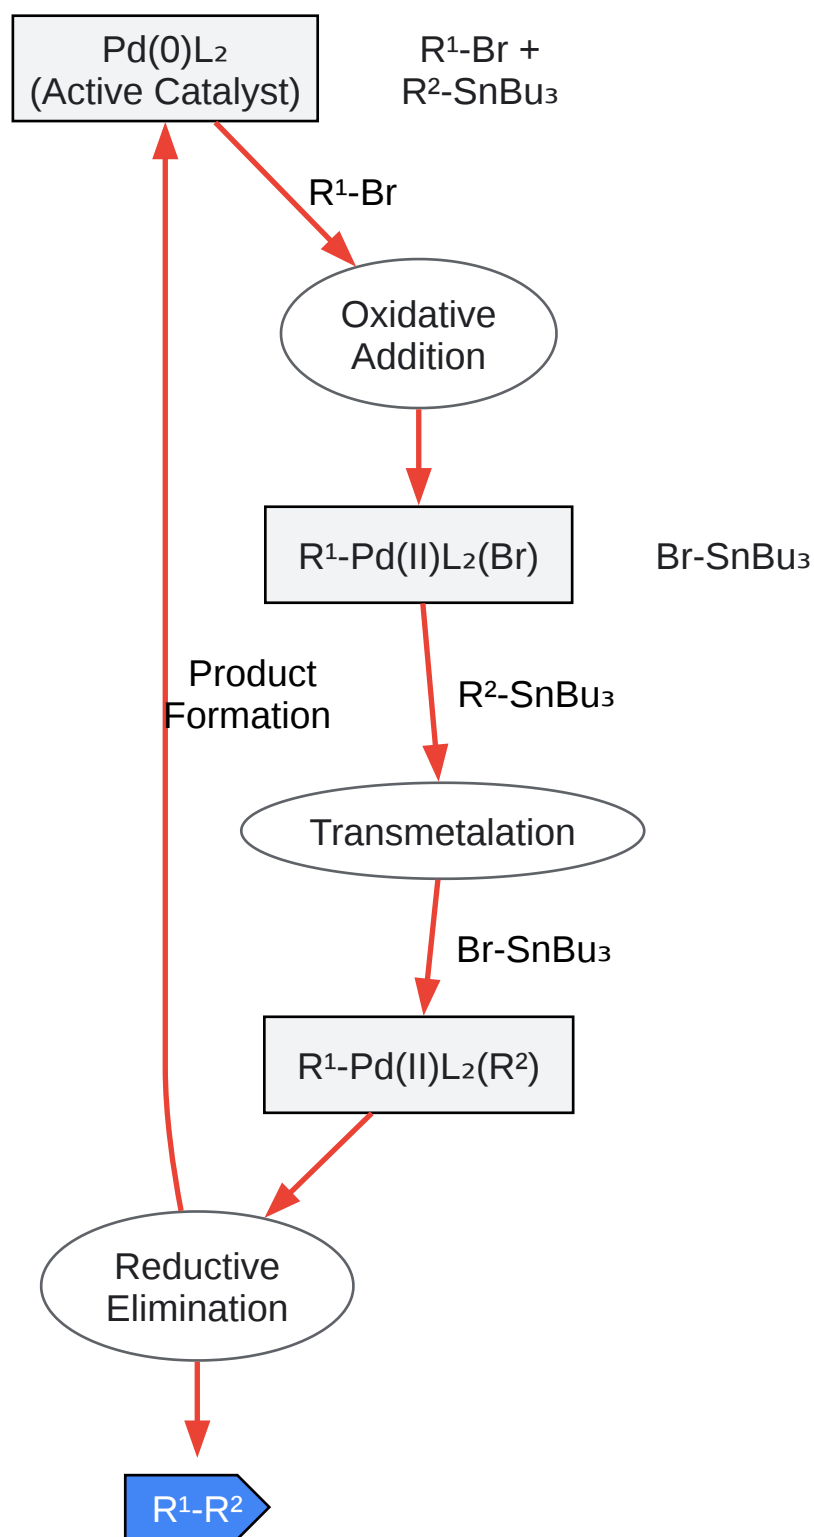 Pd(0)L₂
(Active Catalyst)
R¹-Br +
R²-SnBu₃
R¹-Br
Oxidative
Addition
R¹-Pd(II)L₂(Br)
Br-SnBu₃
Product
Formation
R²-SnBu₃
Transmetalation
Br-SnBu₃
R¹-Pd(II)L₂(R²)
Reductive
Elimination
R¹-R²